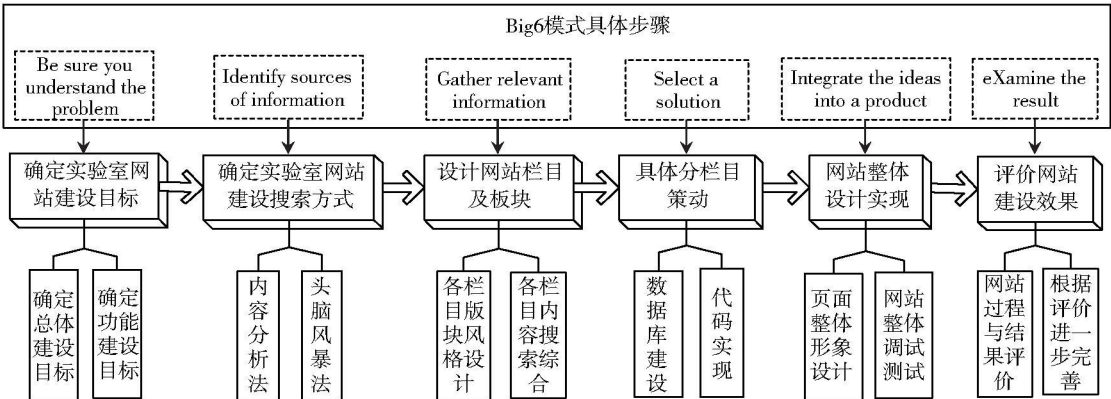 Big6模式具体步骤
Be sure you
understand the
problem
Identify sources
of information
Gather relevant
information
Select a
solution
Integrate the ideas
into a product
eXamine the
result
确定实验室网
站建设目标
确定实验室网站
建设搜索方式
设计网站栏目
及板块
具体分栏目
策动
网站整体
设计实现
评价网站
建设效果
确定
总体
建设
目标
确定
功能
建设
目标
内
容
分
析
法
头
脑
风
暴
法
各栏
目版
块风
格设
计
各栏
目内
容搜
索综
合
数
据
库
建
设
代
码
实
现
页面
整体
形象
设计
网站
整体
调试
测试
网站
过程
与结
果评
价
根据
评价
进一
步完
善